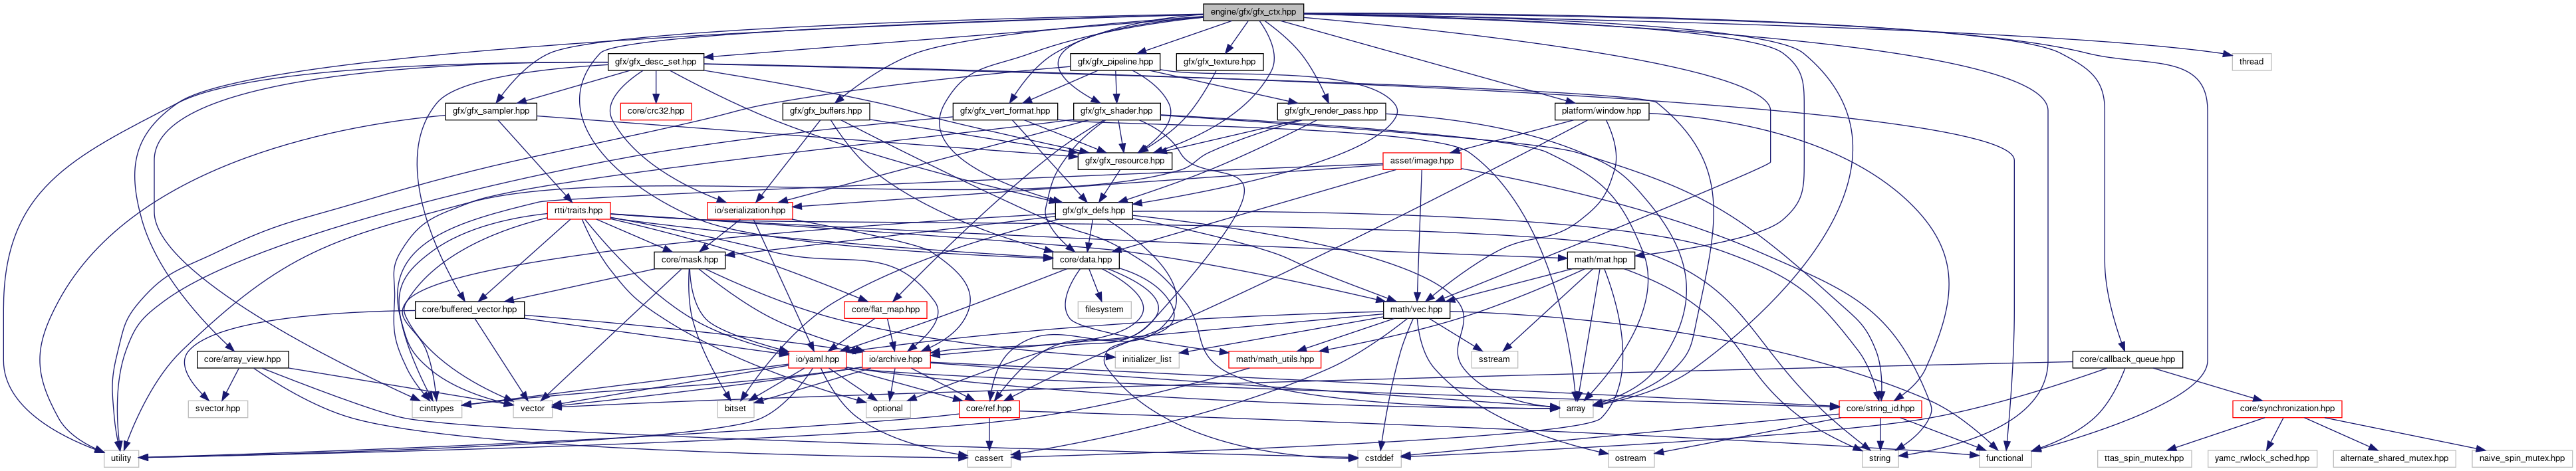 engine/gfx/gfx_ctx.hpp
gfx/gfx_desc_set.hpp
gfx/gfx_pipeline.hpp
gfx/gfx_texture.hpp
thread
gfx/gfx_sampler.hpp
core/crc32.hpp
gfx/gfx_buffers.hpp
gfx/gfx_vert_format.hpp
gfx/gfx_shader.hpp
gfx/gfx_render_pass.hpp
platform/window.hpp
gfx/gfx_resource.hpp
asset/image.hpp
rtti/traits.hpp
io/serialization.hpp
gfx/gfx_defs.hpp
core/mask.hpp
core/data.hpp
math/mat.hpp
core/buffered_vector.hpp
core/flat_map.hpp
filesystem
math/vec.hpp
core/array_view.hpp
io/yaml.hpp
io/archive.hpp
initializer_list
math/math_utils.hpp
sstream
core/callback_queue.hpp
svector.hpp
cinttypes
vector
bitset
optional
core/ref.hpp
array
core/string_id.hpp
core/synchronization.hpp
utility
cassert
cstddef
ostream
string
functional
ttas_spin_mutex.hpp
yamc_rwlock_sched.hpp
alternate_shared_mutex.hpp
naive_spin_mutex.hpp